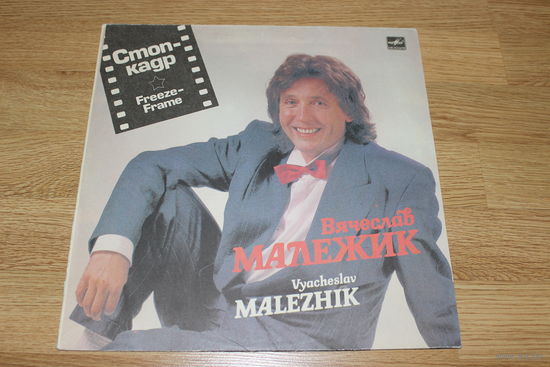 Стоп-
кадр
Freeze-
Frame
Вячеслав
МАЛЕЖИК
Vyacheslav
MALEZHIK